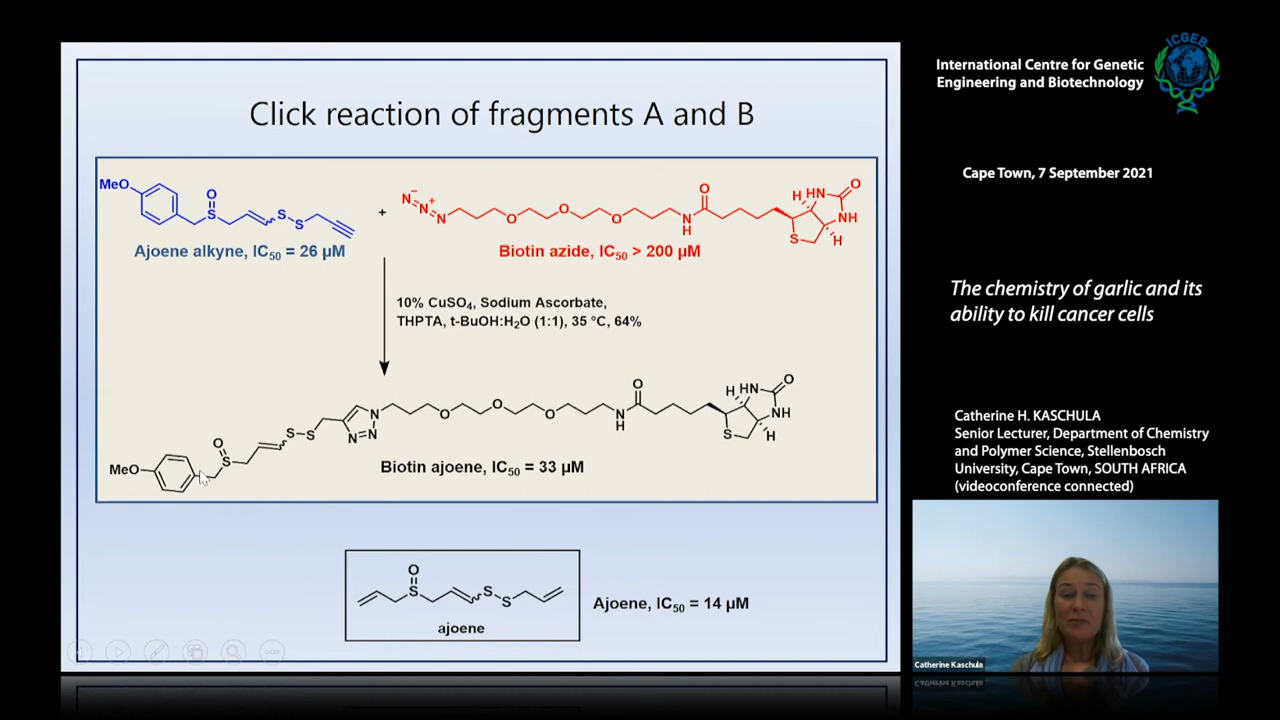 Click reaction of fragments A and B
MeO
O
S
S
S
+
N
−
N
+
N
O
O
O
N
H
O
H
HN
O
NH
S
H
Ajoene alkyne, IC₅₀ = 26 µM
Biotin azide, IC₅₀ > 200 µM
10% CuSO₄, Sodium Ascorbate,
THPTA, t-BuOH:H₂O (1:1), 35 °C, 64%
MeO
O
S
S
S
N
N
N
O
O
O
N
H
O
H
HN
O
NH
S
H
Biotin ajoene, IC₅₀ = 33 µM
O
S
S
S
ajoene
Ajoene, IC₅₀ = 14 µM
International Centre for Genetic
Engineering and Biotechnology
ICGEB
Cape Town, 7 September 2021
The chemistry of garlic and its
ability to kill cancer cells
Catherine H. KASCHULA
Senior Lecturer, Department of Chemistry
and Polymer Science, Stellenbosch
University, Cape Town, SOUTH AFRICA
(videoconference connected)
Catherine Kaschula